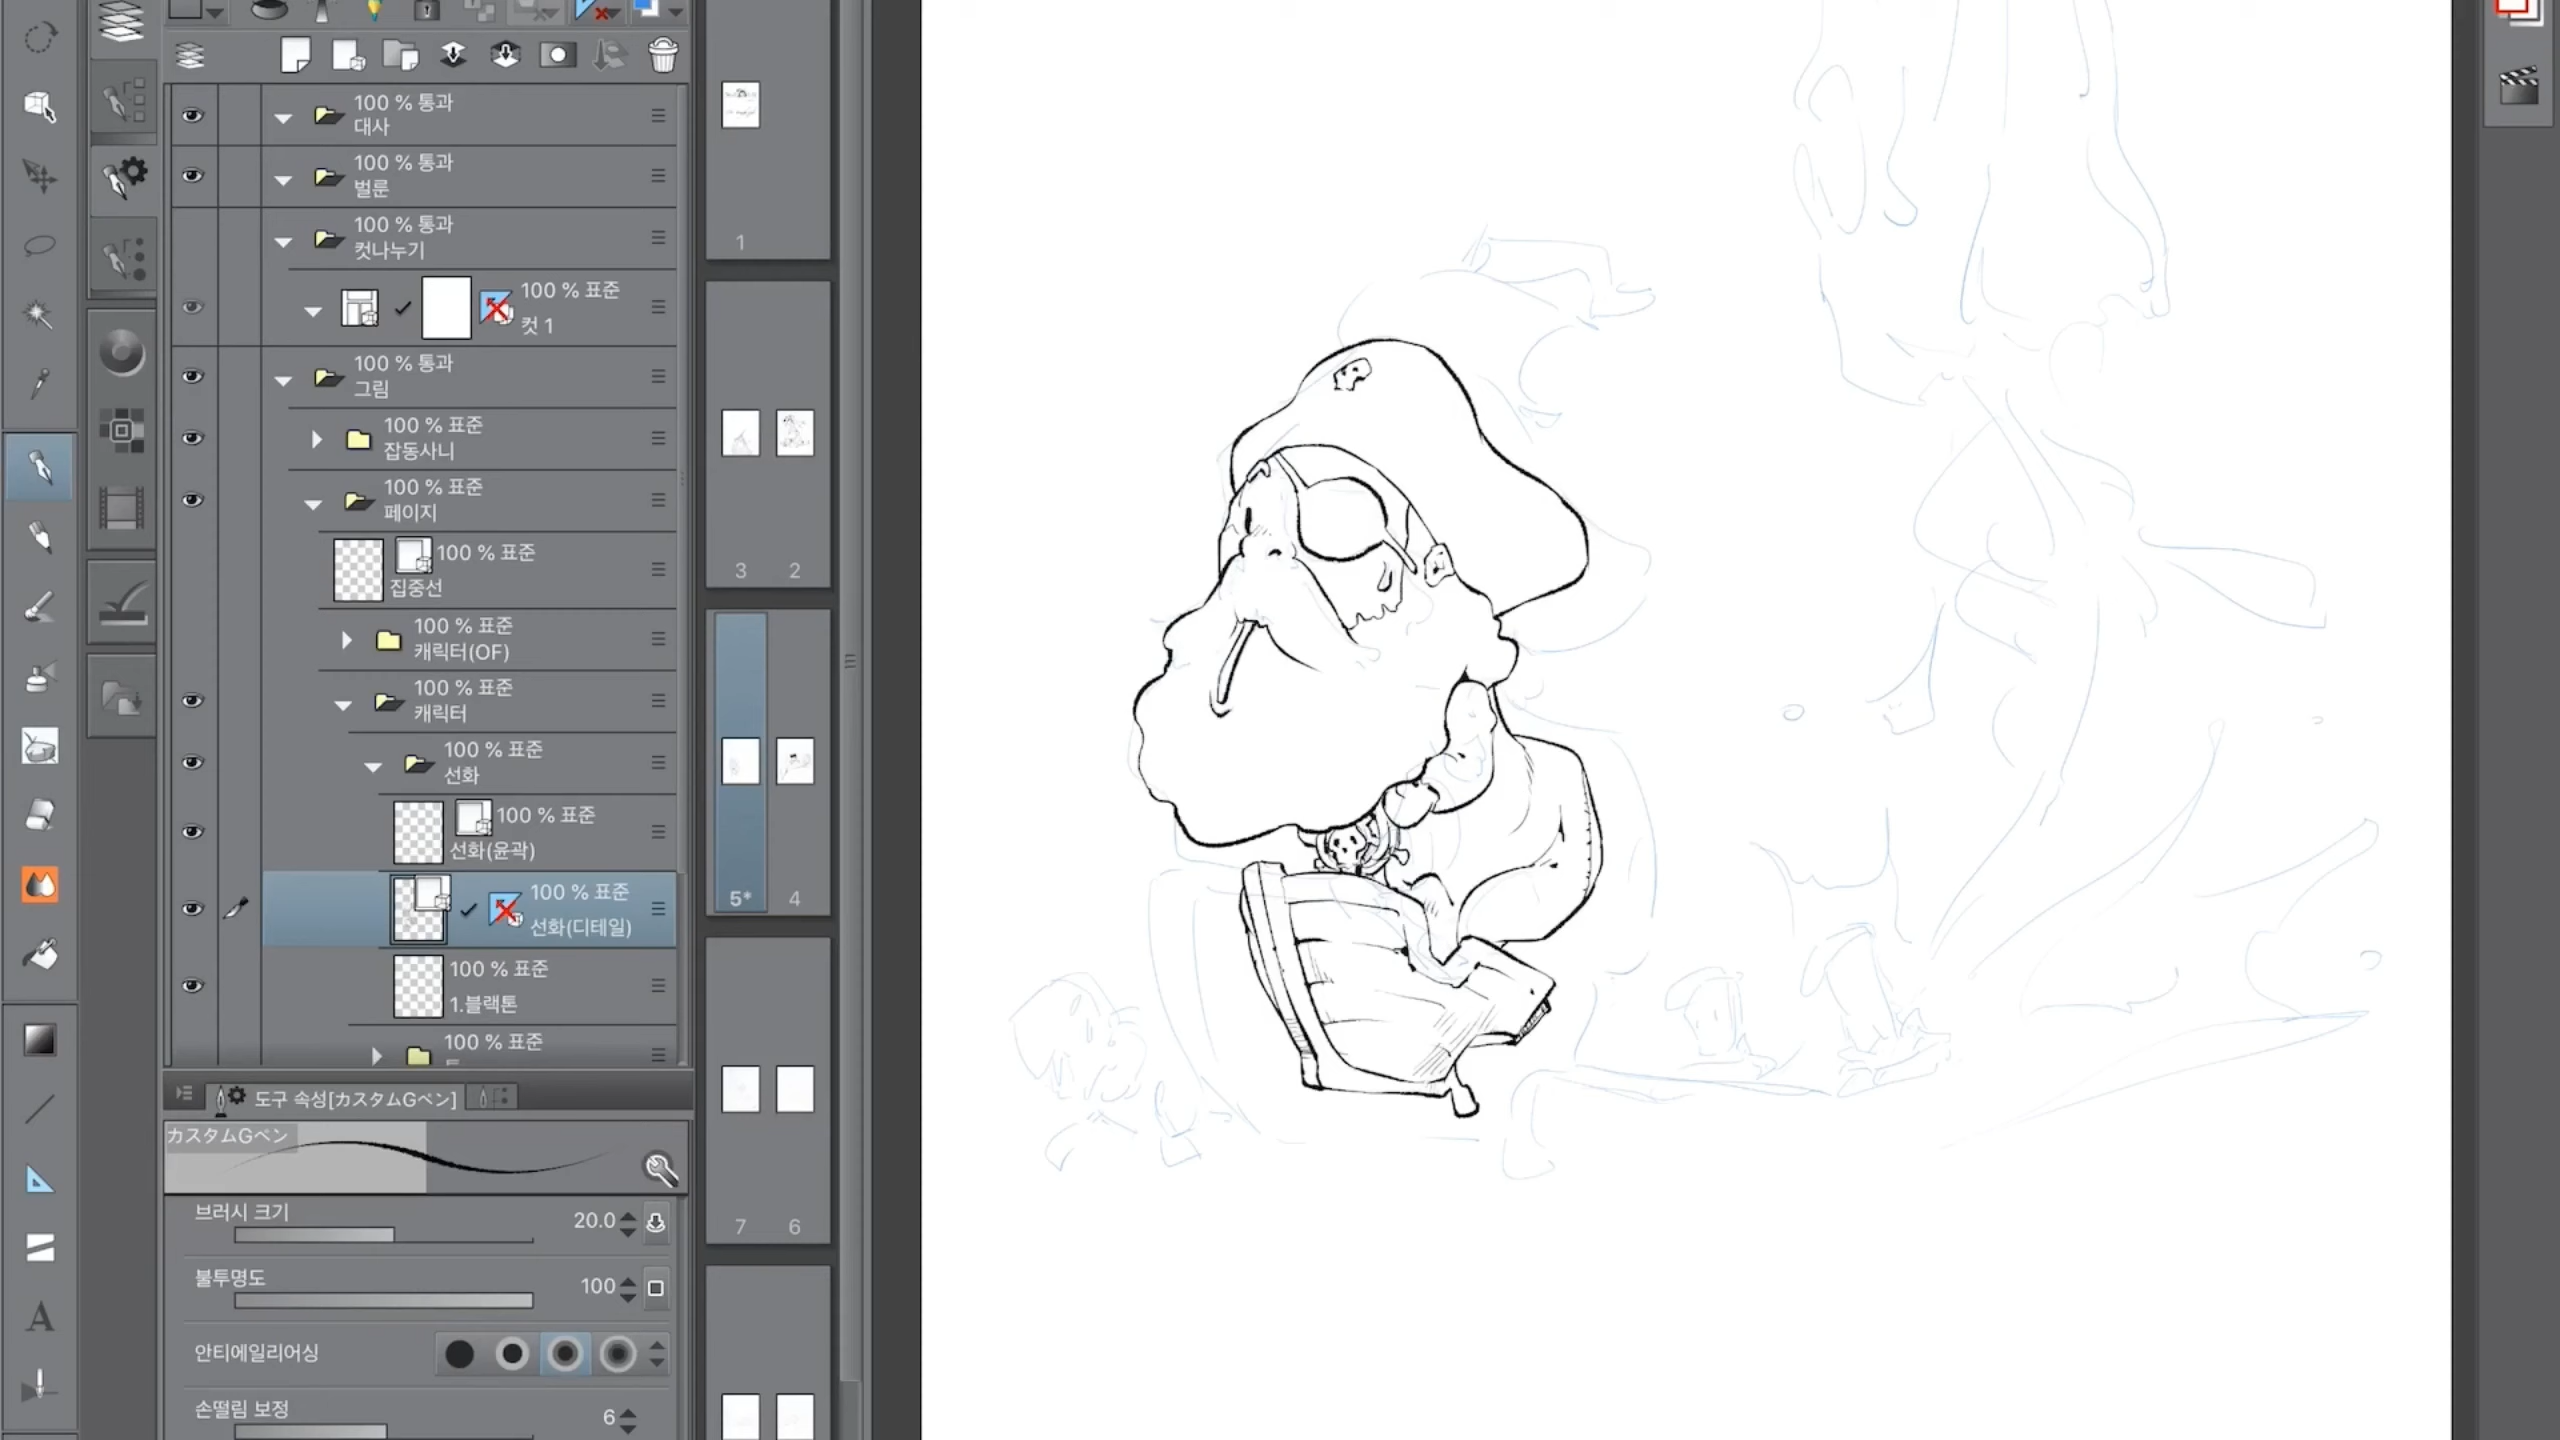 100 % 통과
대사
100 % 통과
벌룬
100 % 통과
컷나누기
100 % 표준
컷 1
100 % 통과
그림
100 % 표준
잡동사니
100 % 표준
페이지
100 % 표준
집중선
100 % 표준
캐릭터(OF)
100 % 표준
캐릭터
100 % 표준
선화
100 % 표준
선화(윤곽)
100 % 표준
선화(디테일)
100 % 표준
1.블랙톤
100 % 표준
도구 속성[カスタムGペン]
カスタムGペン
브러시 크기
20.0
불투명도
100
안티에일리어싱
손떨림 보정
6
1
3 2
5* 4
7 6
A